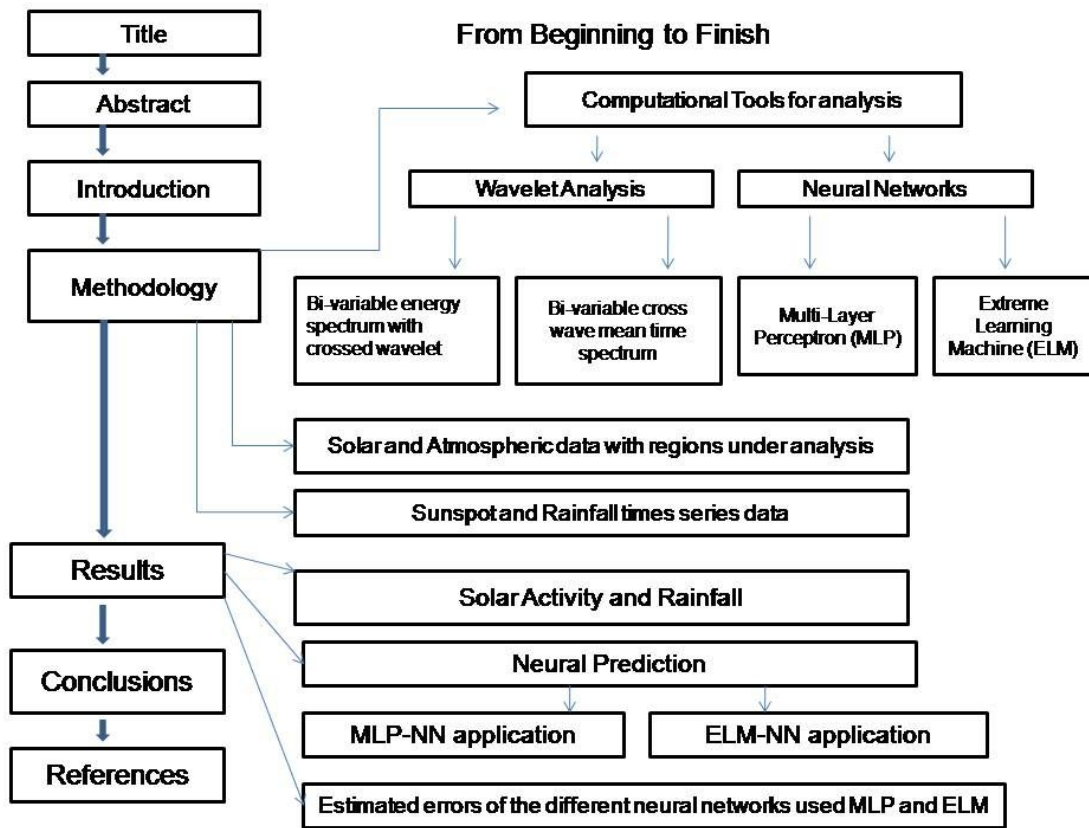 Title
From Beginning to Finish
Abstract
Computational Tools for analysis
Introduction
Wavelet Analysis
Neural Networks
Methodology
Bi-variable energy
spectrum with
crossed wavelet
Bi-variable cross
wave mean time
spectrum
Multi-Layer
Perceptron (MLP)
Extreme
Learning
Machine (ELM)
Solar and Atmospheric data with regions under analysis
Sunspot and Rainfall times series data
Results
Solar Activity and Rainfall
Neural Prediction
Conclusions
MLP-NN application
ELM-NN application
References
Estimated errors of the different neural networks used MLP and ELM